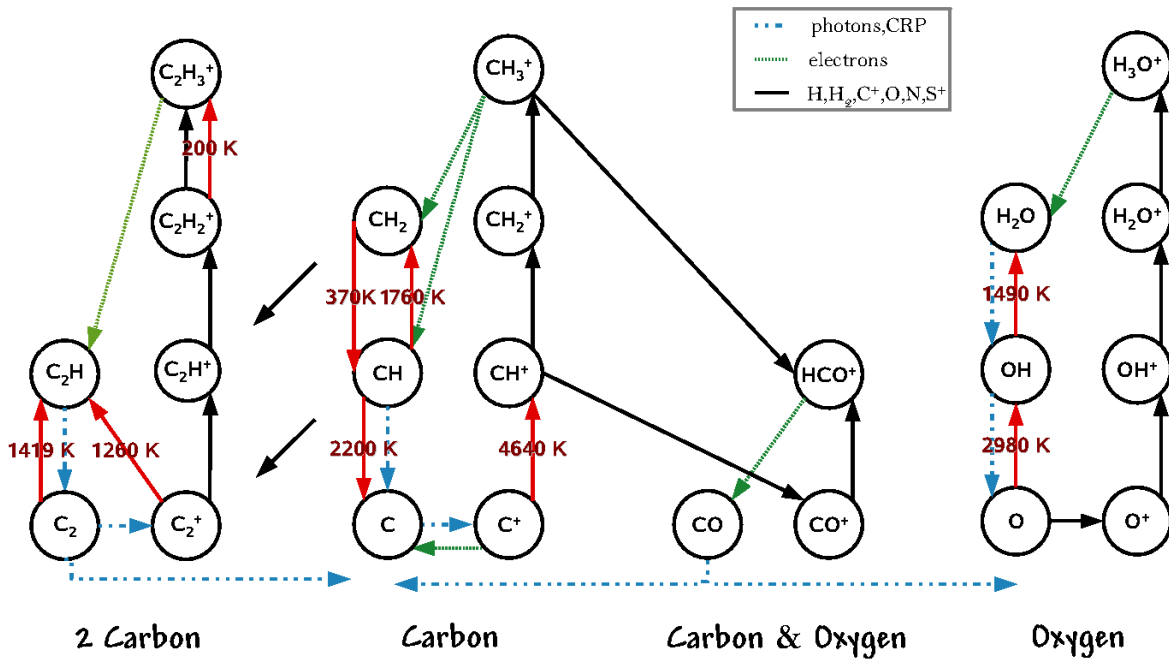 photons,CRP
electrons
H,H₂,C⁺,O,N,S⁺
C₂H₃⁺
CH₃⁺
H₃O⁺
200 K
C₂H₂⁺
CH₂
CH₂⁺
H₂O
H₂O⁺
370K
1760 K
1490 K
C₂H
C₂H⁺
CH
CH⁺
HCO⁺
OH
OH⁺
1419 K
1260 K
2200 K
4640 K
2980 K
C₂
C₂⁺
C
C⁺
CO
CO⁺
O
O⁺
2 Carbon
Carbon
Carbon & Oxygen
Oxygen